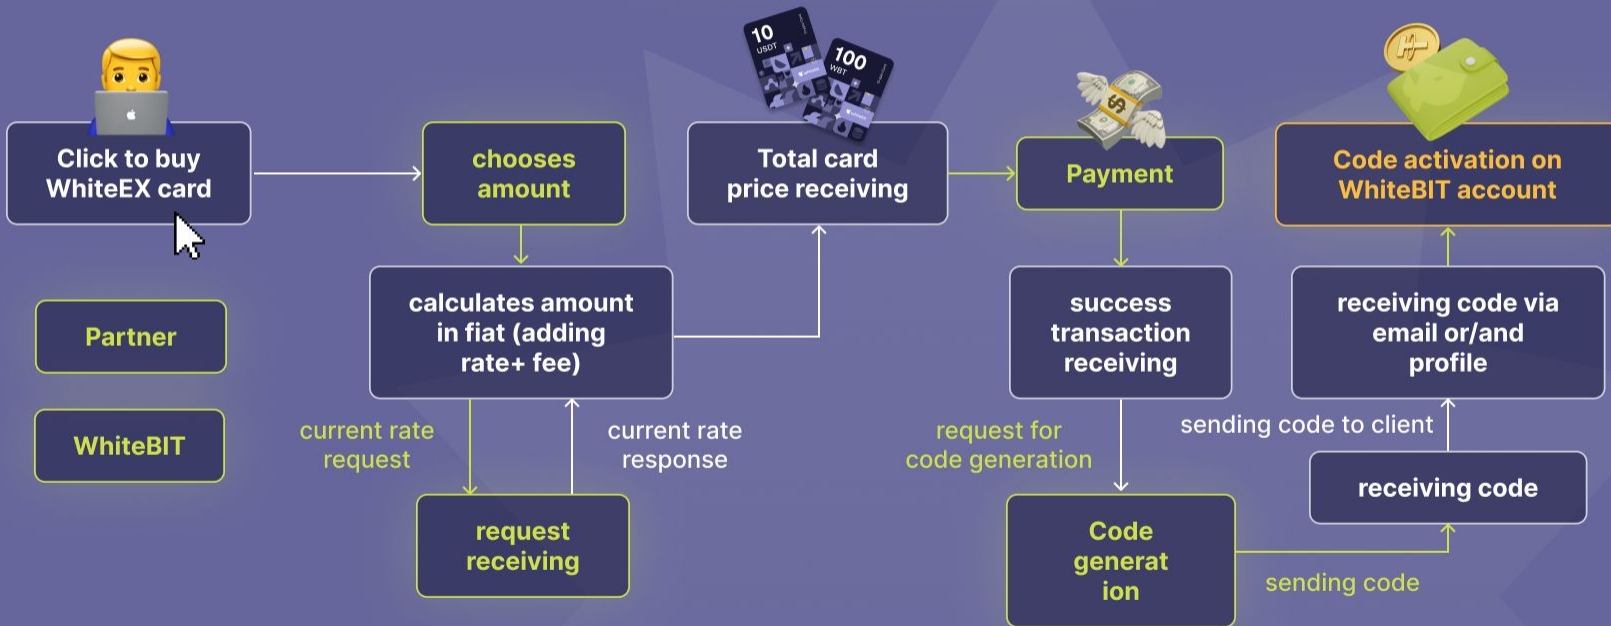 10
USDT
100
WBT
Click to buy
WhiteEX card
chooses
amount
Total card
price receiving
Payment
Code activation on
WhiteBIT account
calculates amount
in fiat (adding
rate+ fee)
success
transaction
receiving
receiving code via
email or/and
profile
Partner
WhiteBIT
current rate
request
current rate
response
request for
code generation
sending code to client
receiving code
request
receiving
Code
generat
ion
sending code